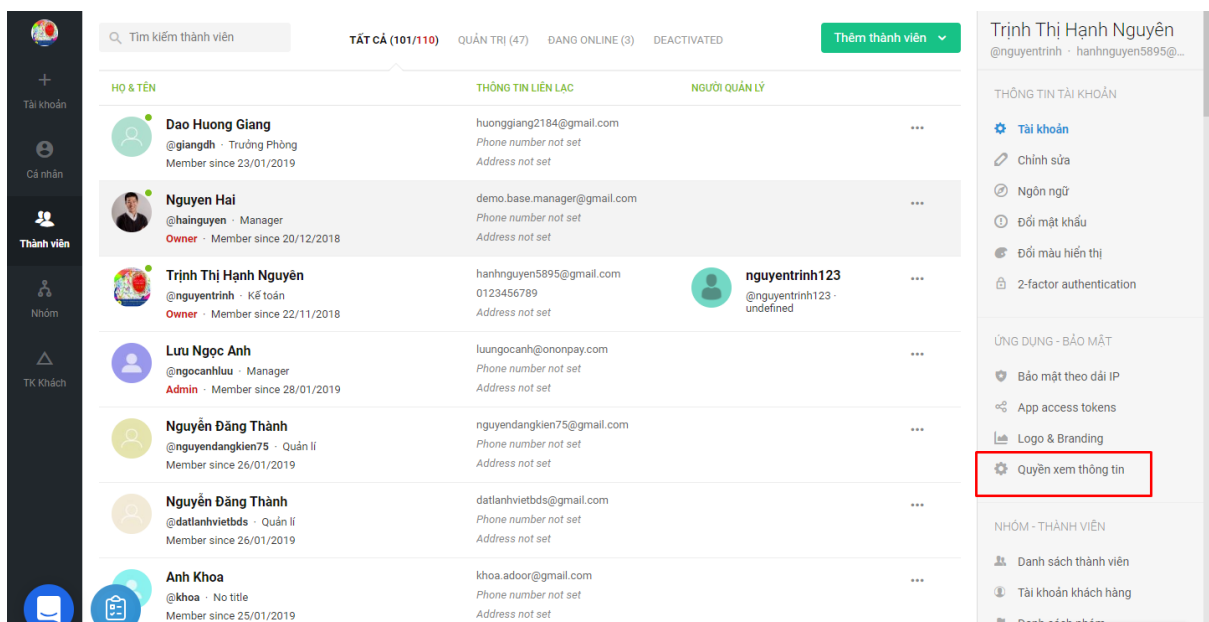 Tài khoản
Cá nhân
Thành viên
Nhóm
TK Khách
Tìm kiếm thành viên
TẤT CẢ (101/110)
QUẢN TRỊ (47)
ĐANG ONLINE (3)
DEACTIVATED
Thêm thành viên
HỌ & TÊN
THÔNG TIN LIÊN LẠC
NGƯỜI QUẢN LÝ
Dao Huong Giang
@giangdh · Trưởng Phòng
Member since 23/01/2019
huonggiang2184@gmail.com
Phone number not set
Address not set
Nguyen Hai
@hainguyen · Manager
Owner · Member since 20/12/2018
demo.base.manager@gmail.com
Phone number not set
Address not set
Trịnh Thị Hạnh Nguyên
@nguyentrinh · Kế toán
Owner · Member since 22/11/2018
hanhnguyen5895@gmail.com
0123456789
Address not set
nguyentrinh123
@nguyentrinh123 ·
undefined
Lưu Ngọc Anh
@ngocanhluu · Manager
Admin · Member since 28/01/2019
luungocanh@ononpay.com
Phone number not set
Address not set
Nguyễn Đăng Thành
@nguyendangkien75 · Quản lí
Member since 26/01/2019
nguyendangkien75@gmail.com
Phone number not set
Address not set
Nguyễn Đăng Thành
@datlanhvietbds · Quản lí
Member since 26/01/2019
datlanhvietbds@gmail.com
Phone number not set
Address not set
Anh Khoa
@khoa · No title
Member since 25/01/2019
khoa.adoor@gmail.com
Phone number not set
Address not set
Trịnh Thị Hạnh Nguyên
@nguyentrinh · hanhnguyen5895@...
THÔNG TIN TÀI KHOẢN
Tài khoản
Chỉnh sửa
Ngôn ngữ
Đổi mật khẩu
Đổi màu hiển thị
2-factor authentication
ỨNG DỤNG - BẢO MẬT
Bảo mật theo dải IP
App access tokens
Logo & Branding
Quyền xem thông tin
NHÓM - THÀNH VIÊN
Danh sách thành viên
Tài khoản khách hàng
Danh sách nhóm